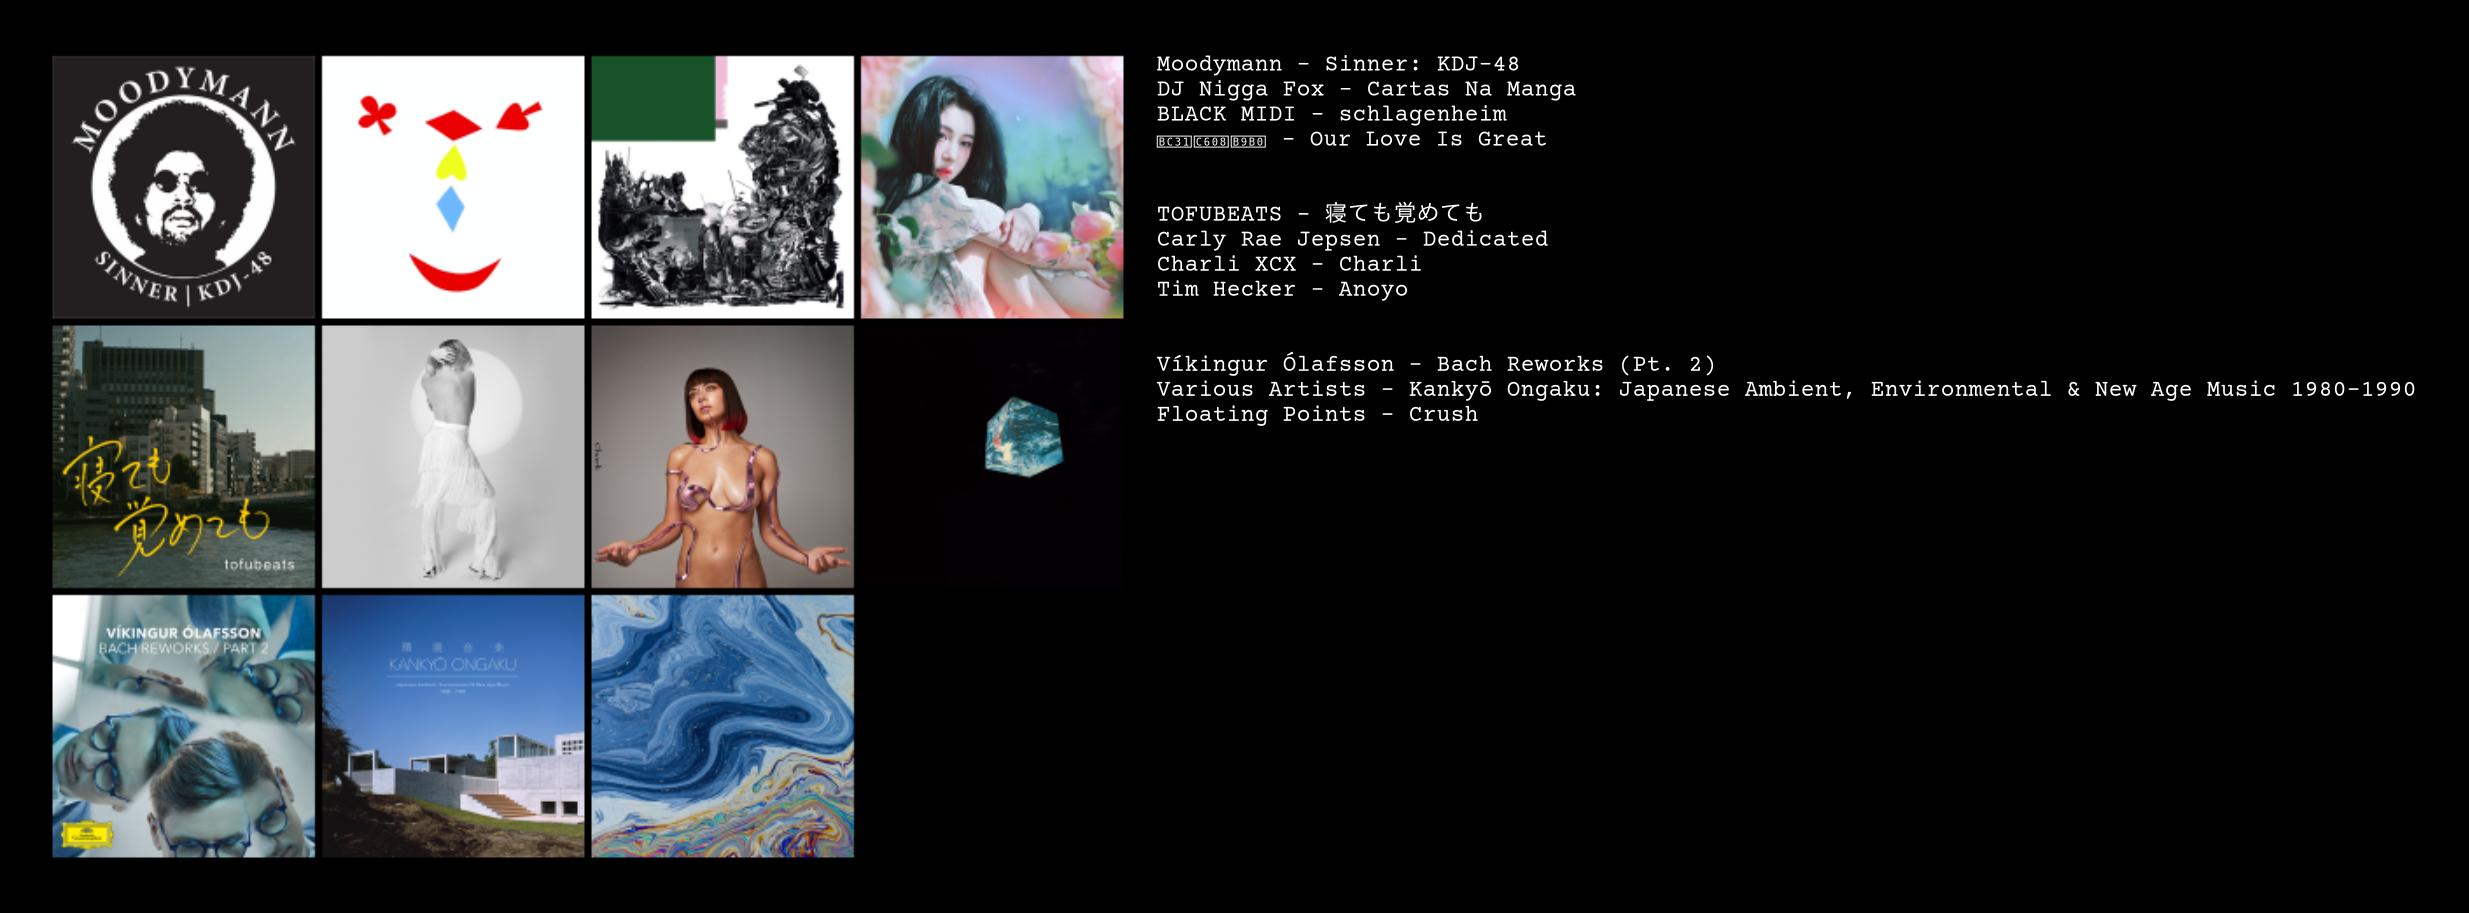 MOODYMANN
SINNER | KDJ-48
寝ても
覚めても
tofubeats
VÍKINGUR ÓLAFSSON
BACH REWORKS / PART 2
環境音楽
KANKYŌ ONGAKU
Moodymann - Sinner: KDJ-48
DJ Nigga Fox - Cartas Na Manga
BLACK MIDI - schlagenheim
- Our Love Is Great
TOFUBEATS - 寝ても覚めても
Carly Rae Jepsen - Dedicated
Charli XCX - Charli
Tim Hecker - Anoyo
Víkingur Ólafsson - Bach Reworks (Pt. 2)
Various Artists - Kankyō Ongaku: Japanese Ambient, Environmental & New Age Music 1980-1990
Floating Points - Crush